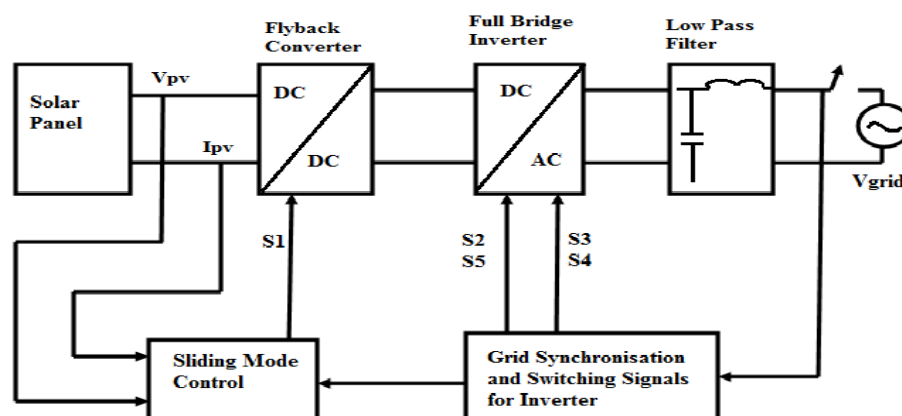 Flyback
Converter
Full Bridge
Inverter
Low Pass
Filter
Solar
Panel
Vpv
Ipv
DC
DC
DC
AC
Vgrid
S1
S2
S5
S3
S4
Sliding Mode
Control
Grid Synchronisation
and Switching Signals
for Inverter